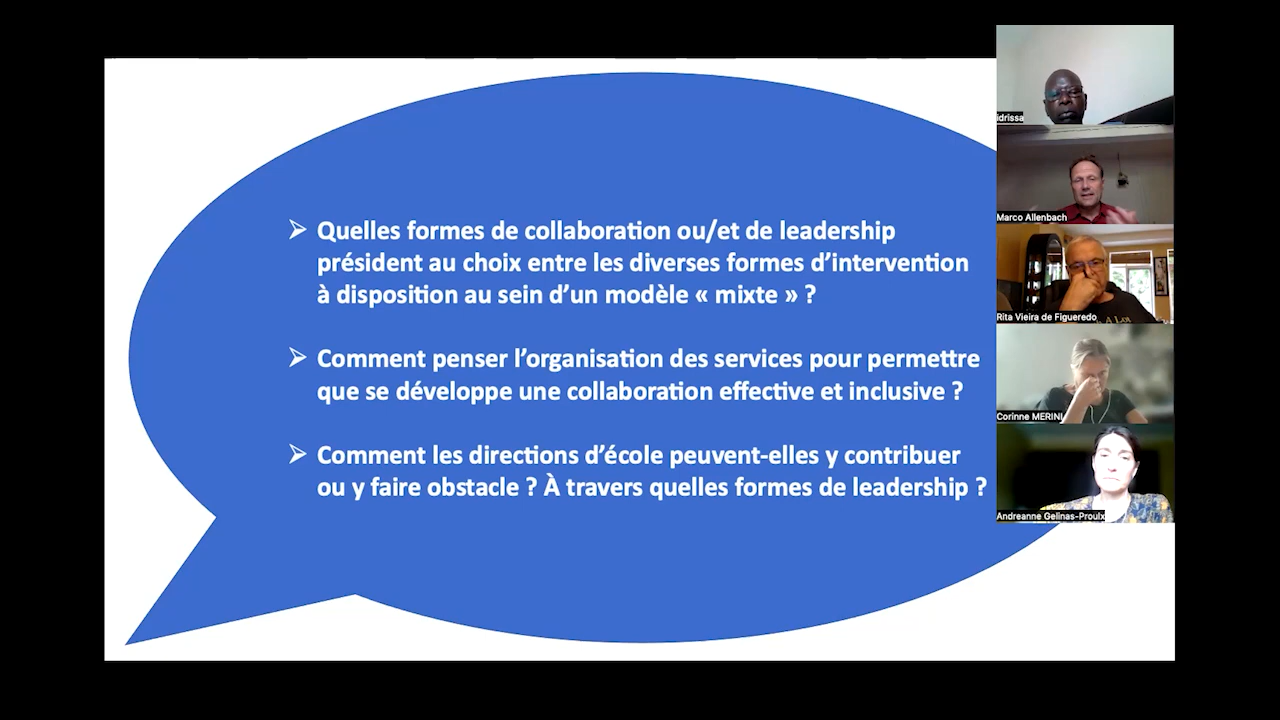 ➢ Quelles formes de collaboration ou/et de leadership
président au choix entre les diverses formes d’intervention
à disposition au sein d’un modèle « mixte » ?
➢ Comment penser l’organisation des services pour permettre
que se développe une collaboration effective et inclusive ?
➢ Comment les directions d’école peuvent-elles y contribuer
ou y faire obstacle ? À travers quelles formes de leadership ?
idrissa
Marco Allenbach
Rita Vieira de Figueredo
Corinne MERINI
Andreanne Gelinas-Proulx